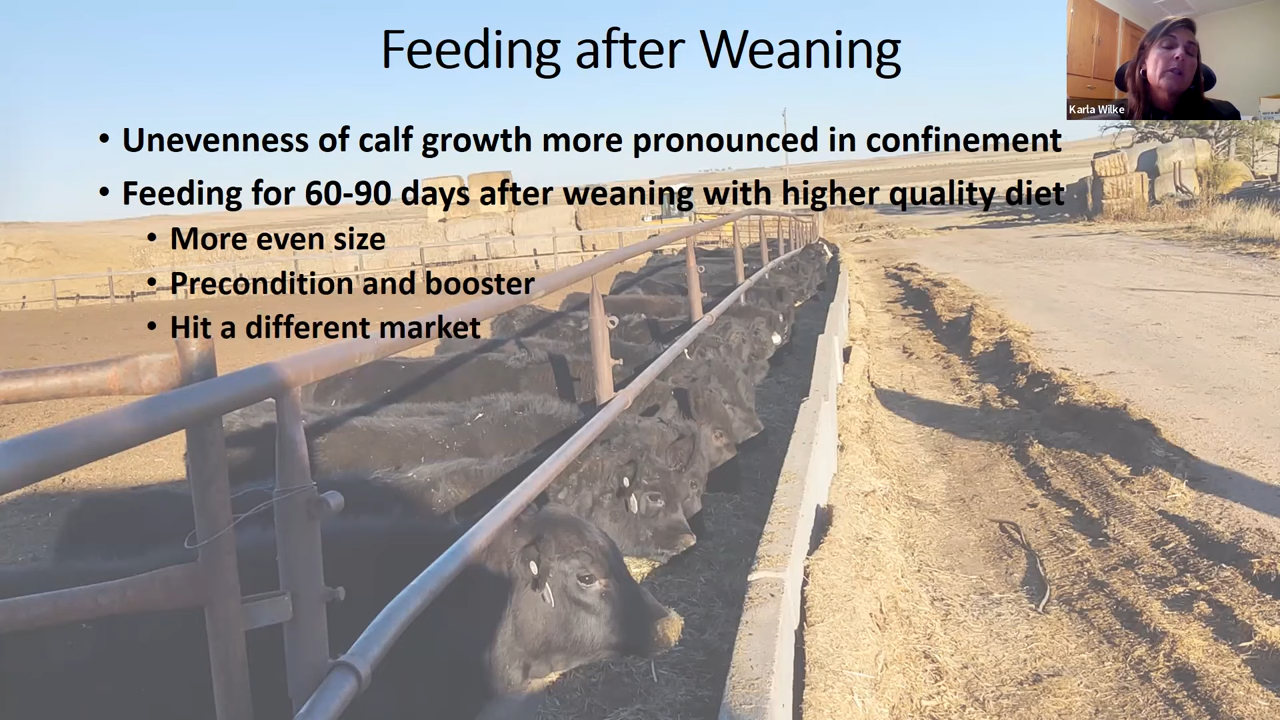 Feeding after Weaning
Karla Wilke
• Unevenness of calf growth more pronounced in confinement
• Feeding for 60-90 days after weaning with higher quality diet
• More even size
• Precondition and booster
• Hit a different market